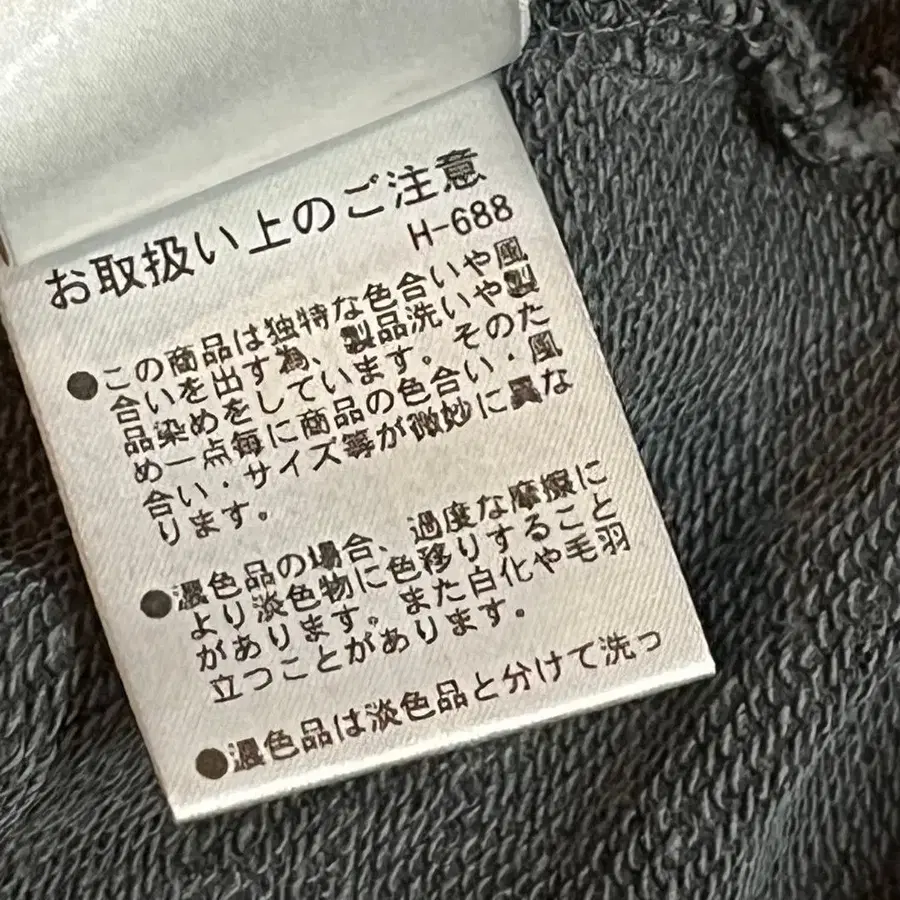 お取扱い上のご注意
H-688
●この商品は独特な色合いや風
合いを出す為、製品洗いや製
品染めをしています。そのた
め一点毎に商品の色合い・風
合い・サイズ等が微妙に異な
ります。
●濃色品の場合、過度な摩擦に
より淡色物に色移りすること
があります。また白化や毛羽
立つことがあります。
●濃色品は淡色品と分けて洗っ